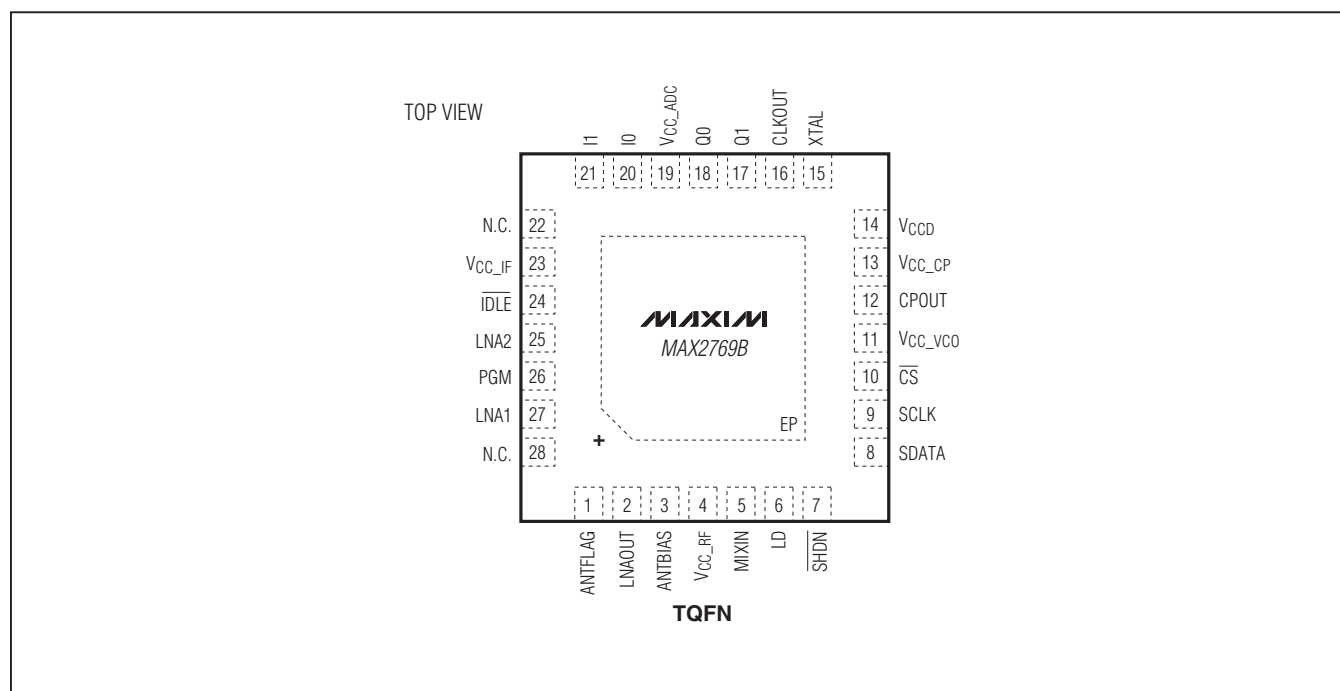 TOP VIEW
I1
I0
VCC_ADC
Q0
Q1
CLKOUT
XTAL
21 20 19 18 17 16 15
N.C. 22
VCC_IF 23
IDLE 24
LNA2 25
PGM 26
LNA1 27
N.C. 28
14 VCCD
13 VCC_CP
12 CPOUT
11 VCC_VCO
10 CS
9 SCLK
8 SDATA
MAXIM
MAX2769B
EP
+
1 2 3 4 5 6 7
ANTFLAG
LNAOUT
ANTBIAS
VCC_RF
MIXIN
LD
SHDN
TQFN